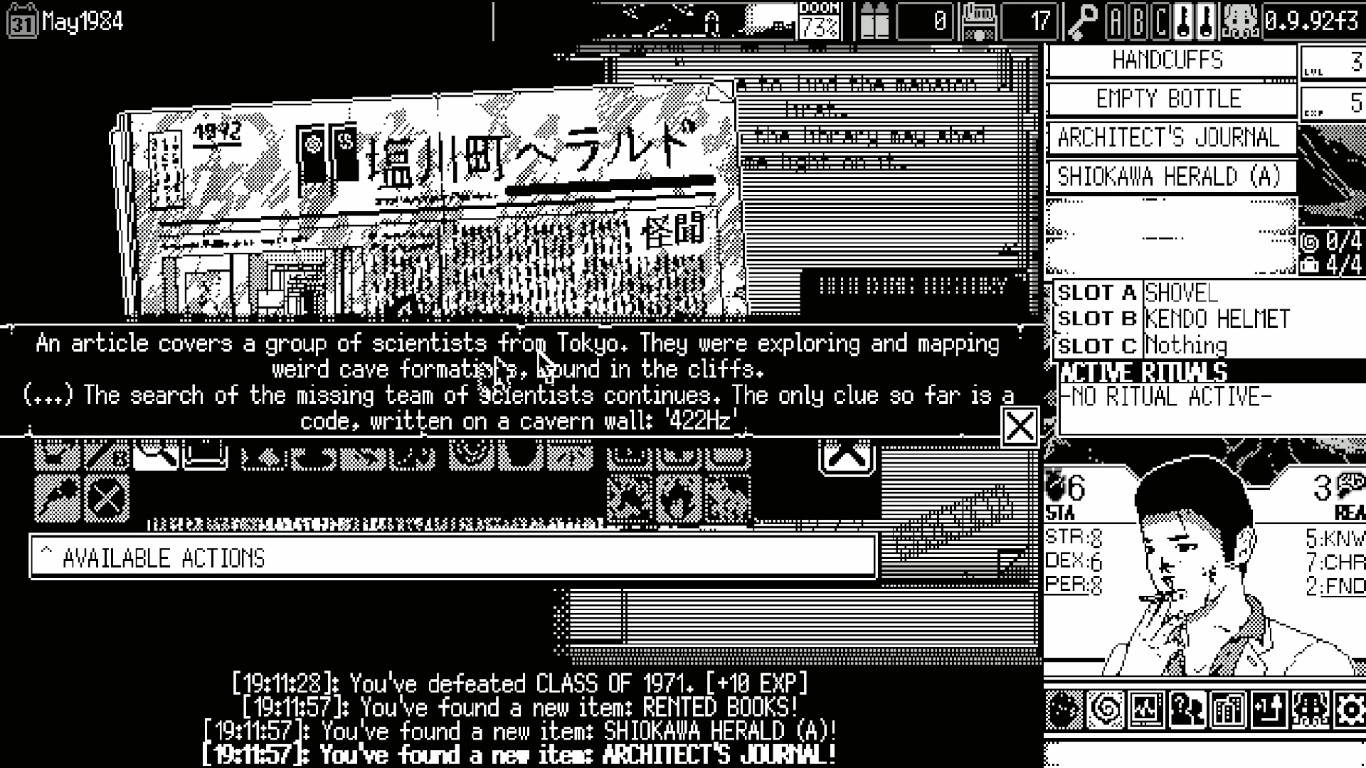 31 May1984
DOOM
73%
0
17
A B C
0.9.92f3
HANDCUFFS
LVL 3
EMPTY BOTTLE
EXP 5
ARCHITECT'S JOURNAL
SHIOKAWA HERALD (A)
0/4
4/4
to find the mansion
first.
the library may shed
me light on it.
1972
塩川町ヘラルド
怪聞
An article covers a group of scientists from Tokyo. They were exploring and mapping
weird cave formations, found in the cliffs.
(...) The search of the missing team of scientists continues. The only clue so far is a
code, written on a cavern wall: '422Hz'
SLOT A SHOVEL
SLOT B KENDO HELMET
SLOT C Nothing
ACTIVE RITUALS
-NO RITUAL ACTIVE-
6
STA
3
REA
STR:8
DEX:6
PER:8
5:KNW
7:CHR
2:FND
^ AVAILABLE ACTIONS
[19:11:28]: You've defeated CLASS OF 1971. [+10 EXP]
[19:11:57]: You've found a new item: RENTED BOOKS!
[19:11:57]: You've found a new item: SHIOKAWA HERALD (A)!
[19:11:57]: You've found a new item: ARCHITECT'S JOURNAL!